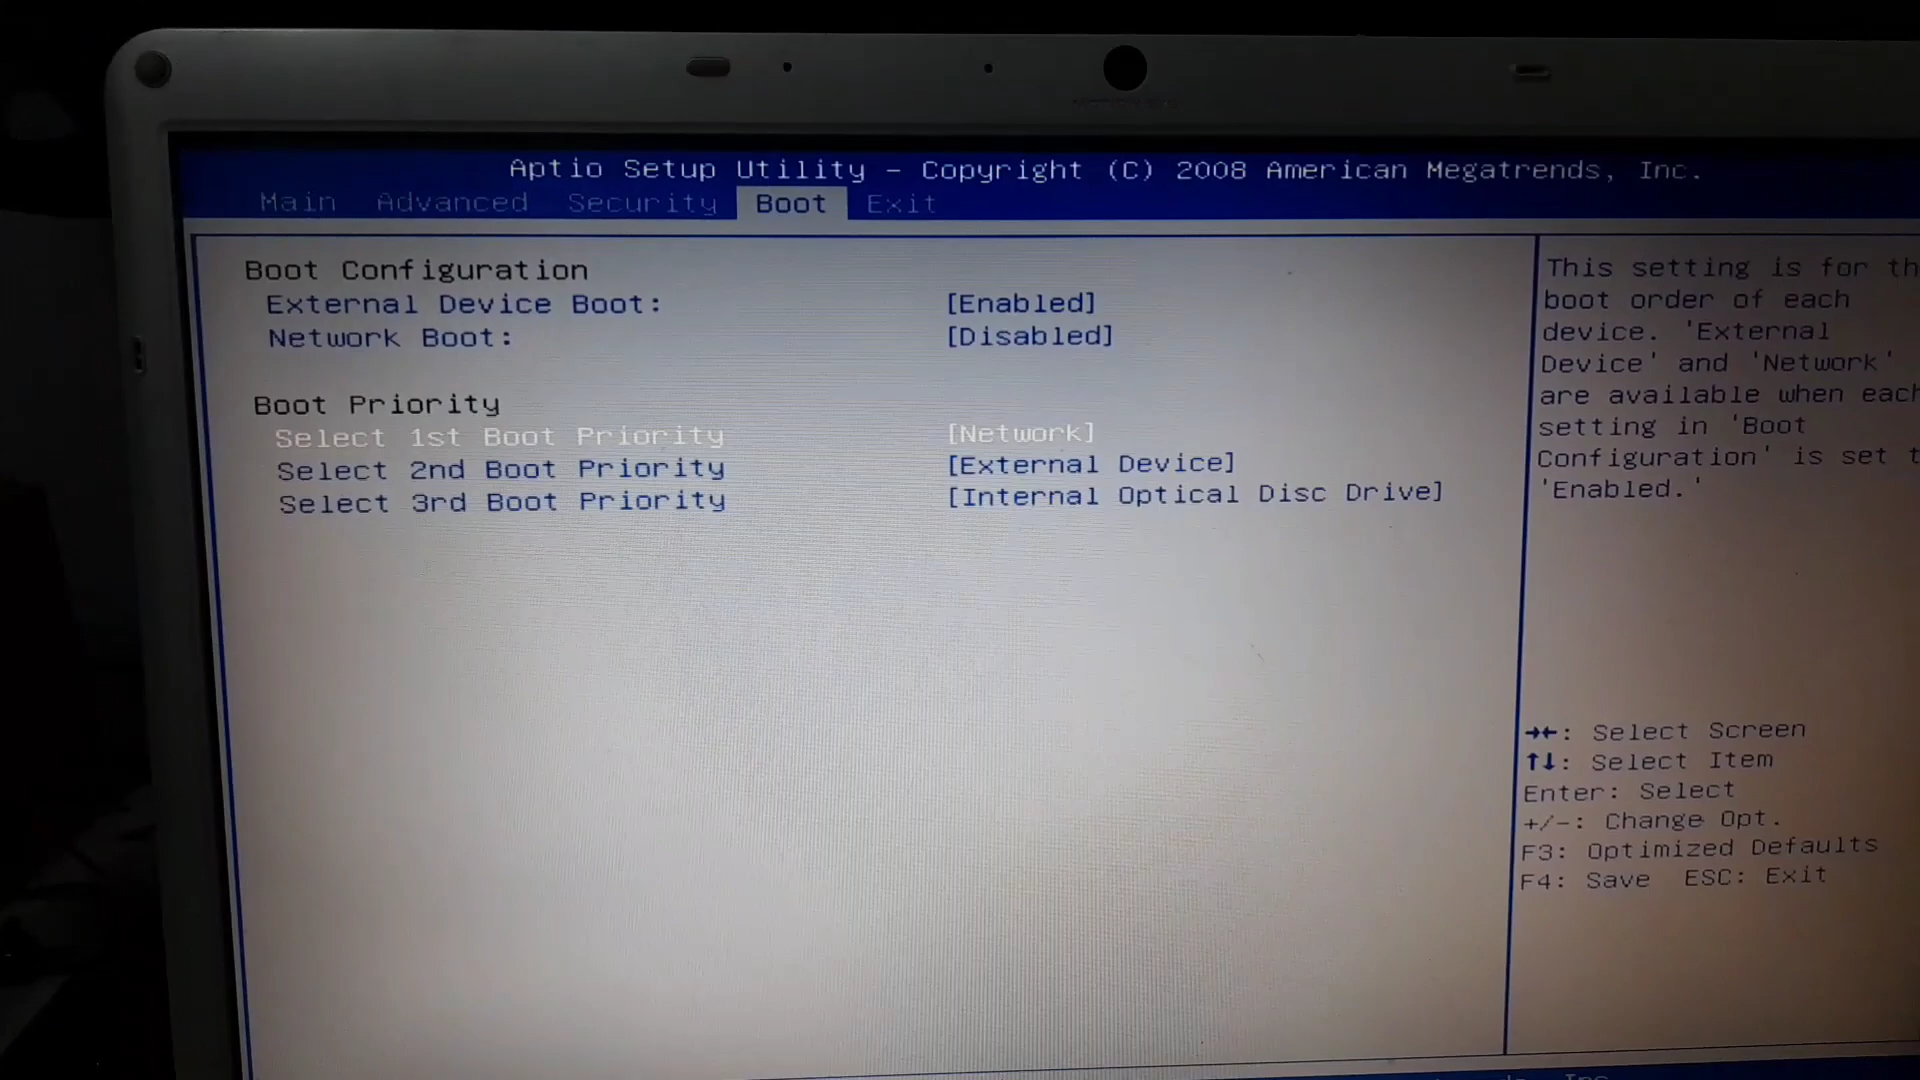 Aptio Setup Utility - Copyright (C) 2008 American Megatrends, Inc.
Main Advanced Security Boot Exit
Boot Configuration
External Device Boot: [Enabled]
Network Boot: [Disabled]
Boot Priority
Select 1st Boot Priority [Network]
Select 2nd Boot Priority [External Device]
Select 3rd Boot Priority [Internal Optical Disc Drive]
This setting is for th
boot order of each
device. 'External
Device' and 'Network'
are available when each
setting in 'Boot
Configuration' is set t
'Enabled.'
→←: Select Screen
↑↓: Select Item
Enter: Select
+/-: Change Opt.
F3: Optimized Defaults
F4: Save ESC: Exit